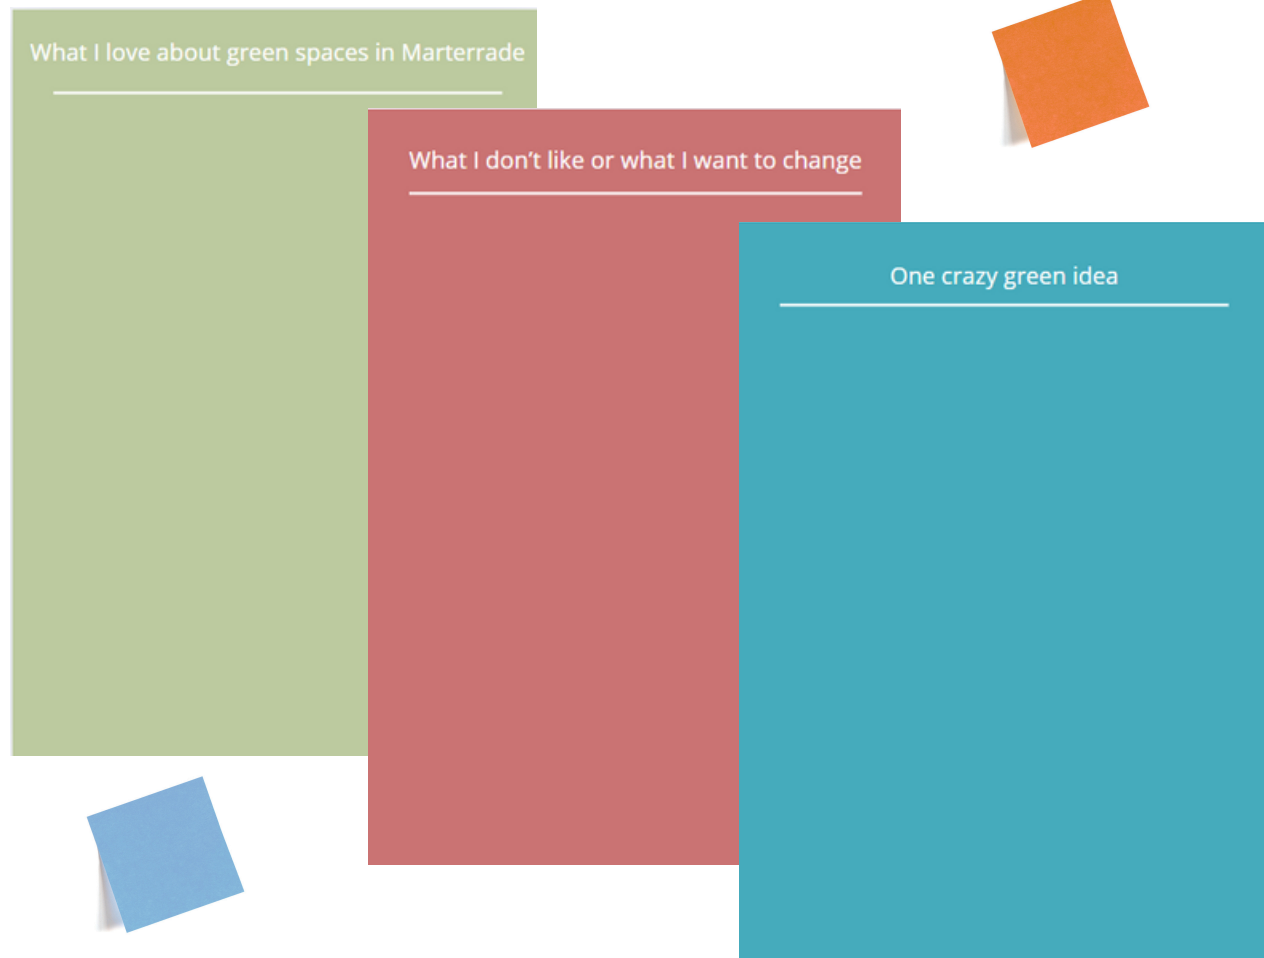 What I love about green spaces in Marterrade
What I don’t like or what I want to change
One crazy green idea